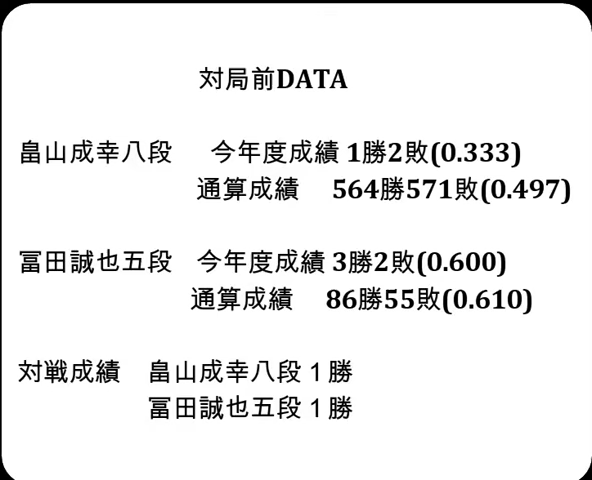 対局前DATA
畠山成幸八段 今年度成績 1勝2敗(0.333)
通算成績 564勝571敗(0.497)
冨田誠也五段 今年度成績 3勝2敗(0.600)
通算成績 86勝55敗(0.610)
対戦成績 畠山成幸八段 1 勝
冨田誠也五段 1 勝